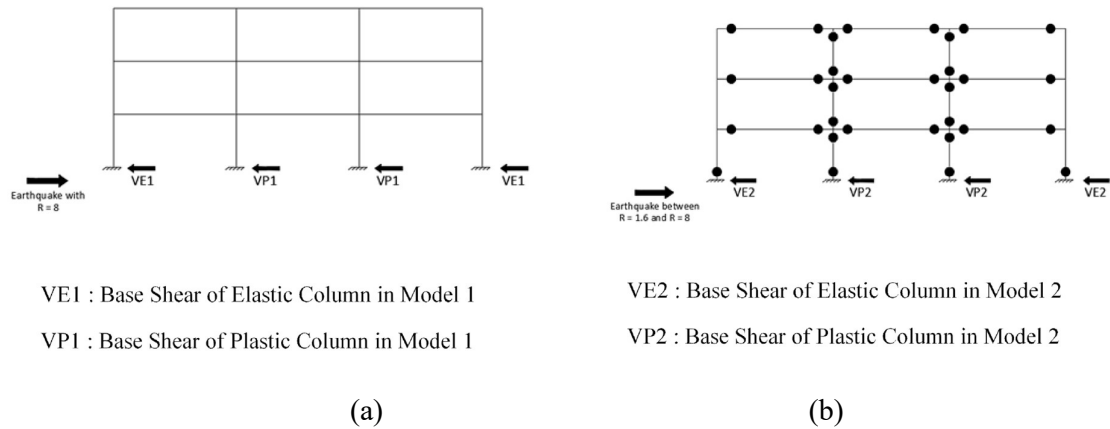 VE1
VP1
VP1
VE1
Earthquake with
R = 8
VE2
VP2
VP2
VE2
Earthquake between
R = 1.6 and R = 8
VE1 : Base Shear of Elastic Column in Model 1
VP1 : Base Shear of Plastic Column in Model 1
VE2 : Base Shear of Elastic Column in Model 2
VP2 : Base Shear of Plastic Column in Model 2
(a)
(b)